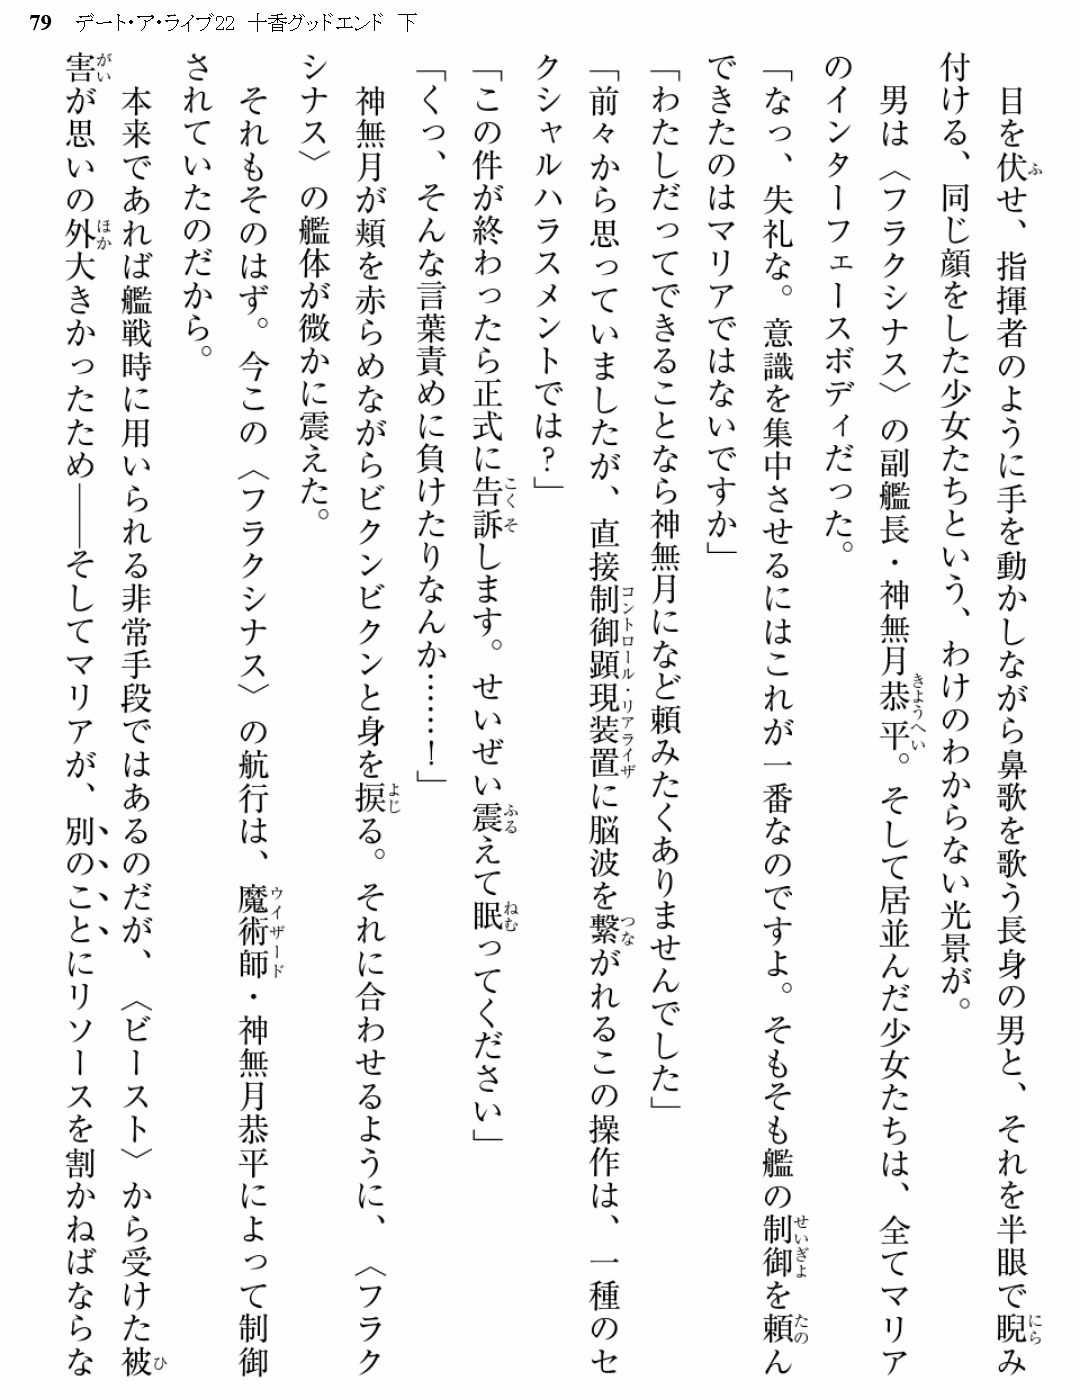 79 デート・ア・ライブ22 十香グッドエンド 下
目を伏せ、指揮者のように手を動かしながら鼻歌を歌う長身の男と、それを半眼で睨み
付ける、同じ顔をした少女たちという、わけのわからない光景が。
男は〈フラクシナス〉の副艦長・神無月恭平。そして居並んだ少女たちは、全てマリア
のインターフェースボディだった。
「なっ、失礼な。意識を集中させるにはこれが一番なのですよ。そもそも艦の制御を頼ん
できたのはマリアではないですか」
「わたしだってできることなら神無月になど頼みたくありませんでした」
「前々から思っていましたが、直接制御顕現装置に脳波を繋がれるこの操作は、一種のセ
クシャルハラスメントでは？」
「この件が終わったら正式に告訴します。せいぜい震えて眠ってください」
「くっ、そんな言葉責めに負けたりなんか……！」
神無月が頬を赤らめながらビクンビクンと身を捩る。それに合わせるように、〈フラク
シナス〉の艦体が微かに震えた。
それもそのはず。今この〈フラクシナス〉の航行は、魔術師・神無月恭平によって制御
されていたのだから。
本来であれば艦戦時に用いられる非常手段ではあるのだが、〈ビースト〉から受けた被
害が思いの外大きかったため――そしてマリアが、別のことにリソースを割かねばならな